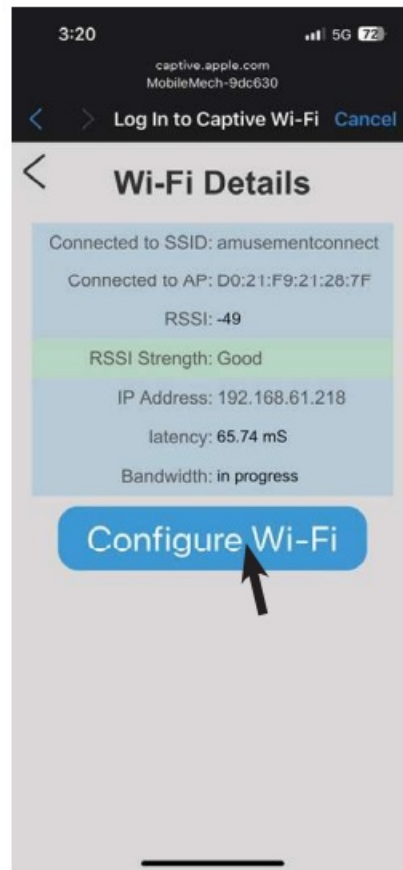 3:20 5G 72
captive.apple.com
MobileMech-9dc630
Log In to Captive Wi-Fi Cancel
Wi-Fi Details
Connected to SSID: amusementconnect
Connected to AP: D0:21:F9:21:28:7F
RSSI: -49
RSSI Strength: Good
IP Address: 192.168.61.218
latency: 65.74 mS
Bandwidth: in progress
Configure Wi-Fi